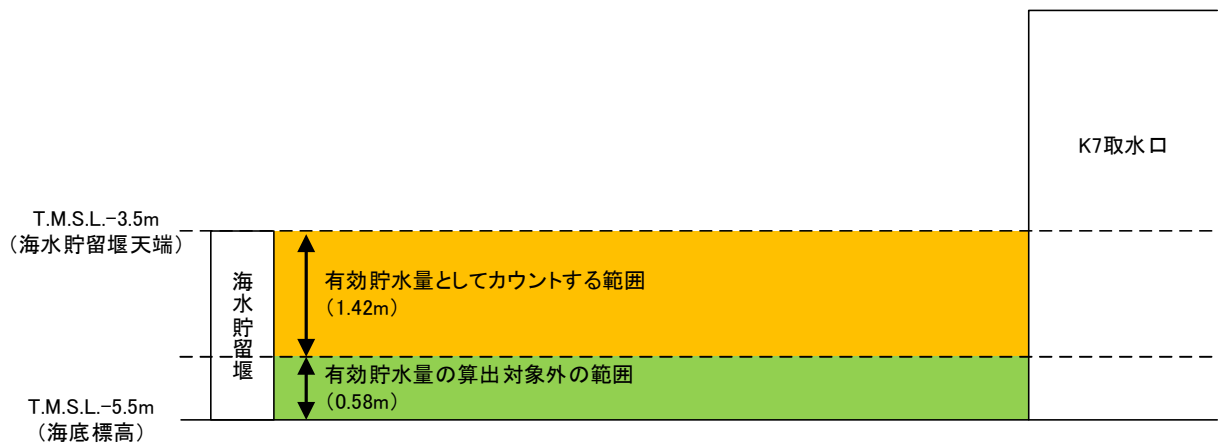 K7取水口
T.M.S.L.-3.5m
（海水貯留堰天端）
海水貯留堰
有効貯水量としてカウントする範囲
（1.42m）
有効貯水量の算出対象外の範囲
（0.58m）
T.M.S.L.-5.5m
（海底標高）